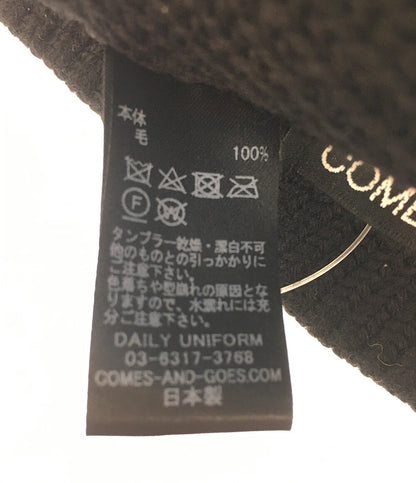 本体
毛 100%
F W
タンブラー乾燥・漂白不可
他のものとの引っかかりに
ご注意下さい。
色落ちや型崩れの原因とな
りますので、水濡れには充
分ご注意下さい。
DAILY UNIFORM
03-6317-3768
COMES-AND-GOES.COM
日本製
COMES